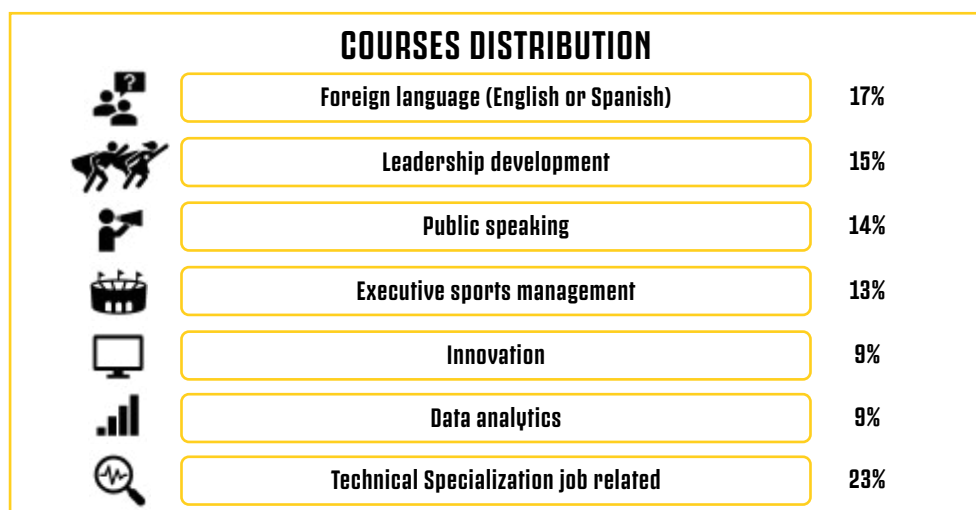 COURSES DISTRIBUTION
?
Foreign language (English or Spanish) 17%
Leadership development 15%
Public speaking 14%
Executive sports management 13%
Innovation 9%
Data analytics 9%
Technical Specialization job related 23%